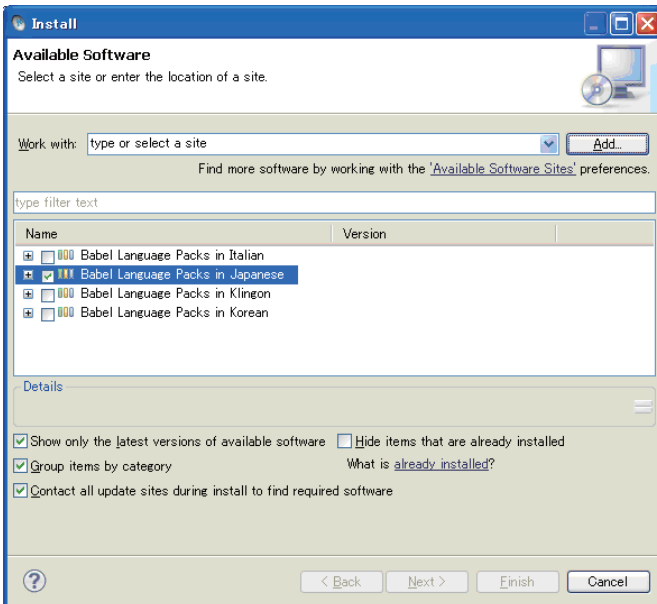 Install
Available Software
Select a site or enter the location of a site.
Work with: type or select a site Add...
Find more software by working with the 'Available Software Sites' preferences.
type filter text
Name Version
Babel Language Packs in Italian
Babel Language Packs in Japanese
Babel Language Packs in Klingon
Babel Language Packs in Korean
Details
Show only the latest versions of available software Hide items that are already installed
Group items by category What is already installed?
Contact all update sites during install to find required software
? < Back Next > Finish Cancel